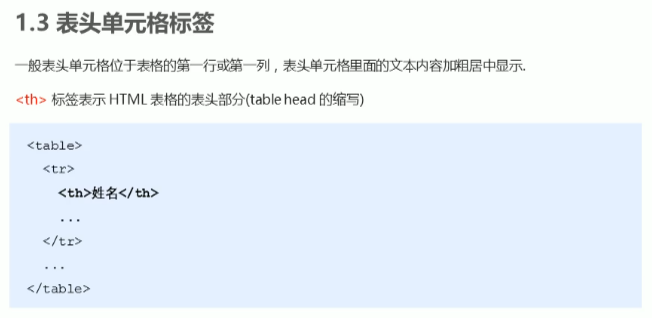 1.3 表头单元格标签
一般表头单元格位于表格的第一行或第一列，表头单元格里面的文本内容加粗居中显示.
<th> 标签表示 HTML 表格的表头部分(table head 的缩写)
<table>
<tr>
<th>姓名</th>
...
</tr>
...
</table>